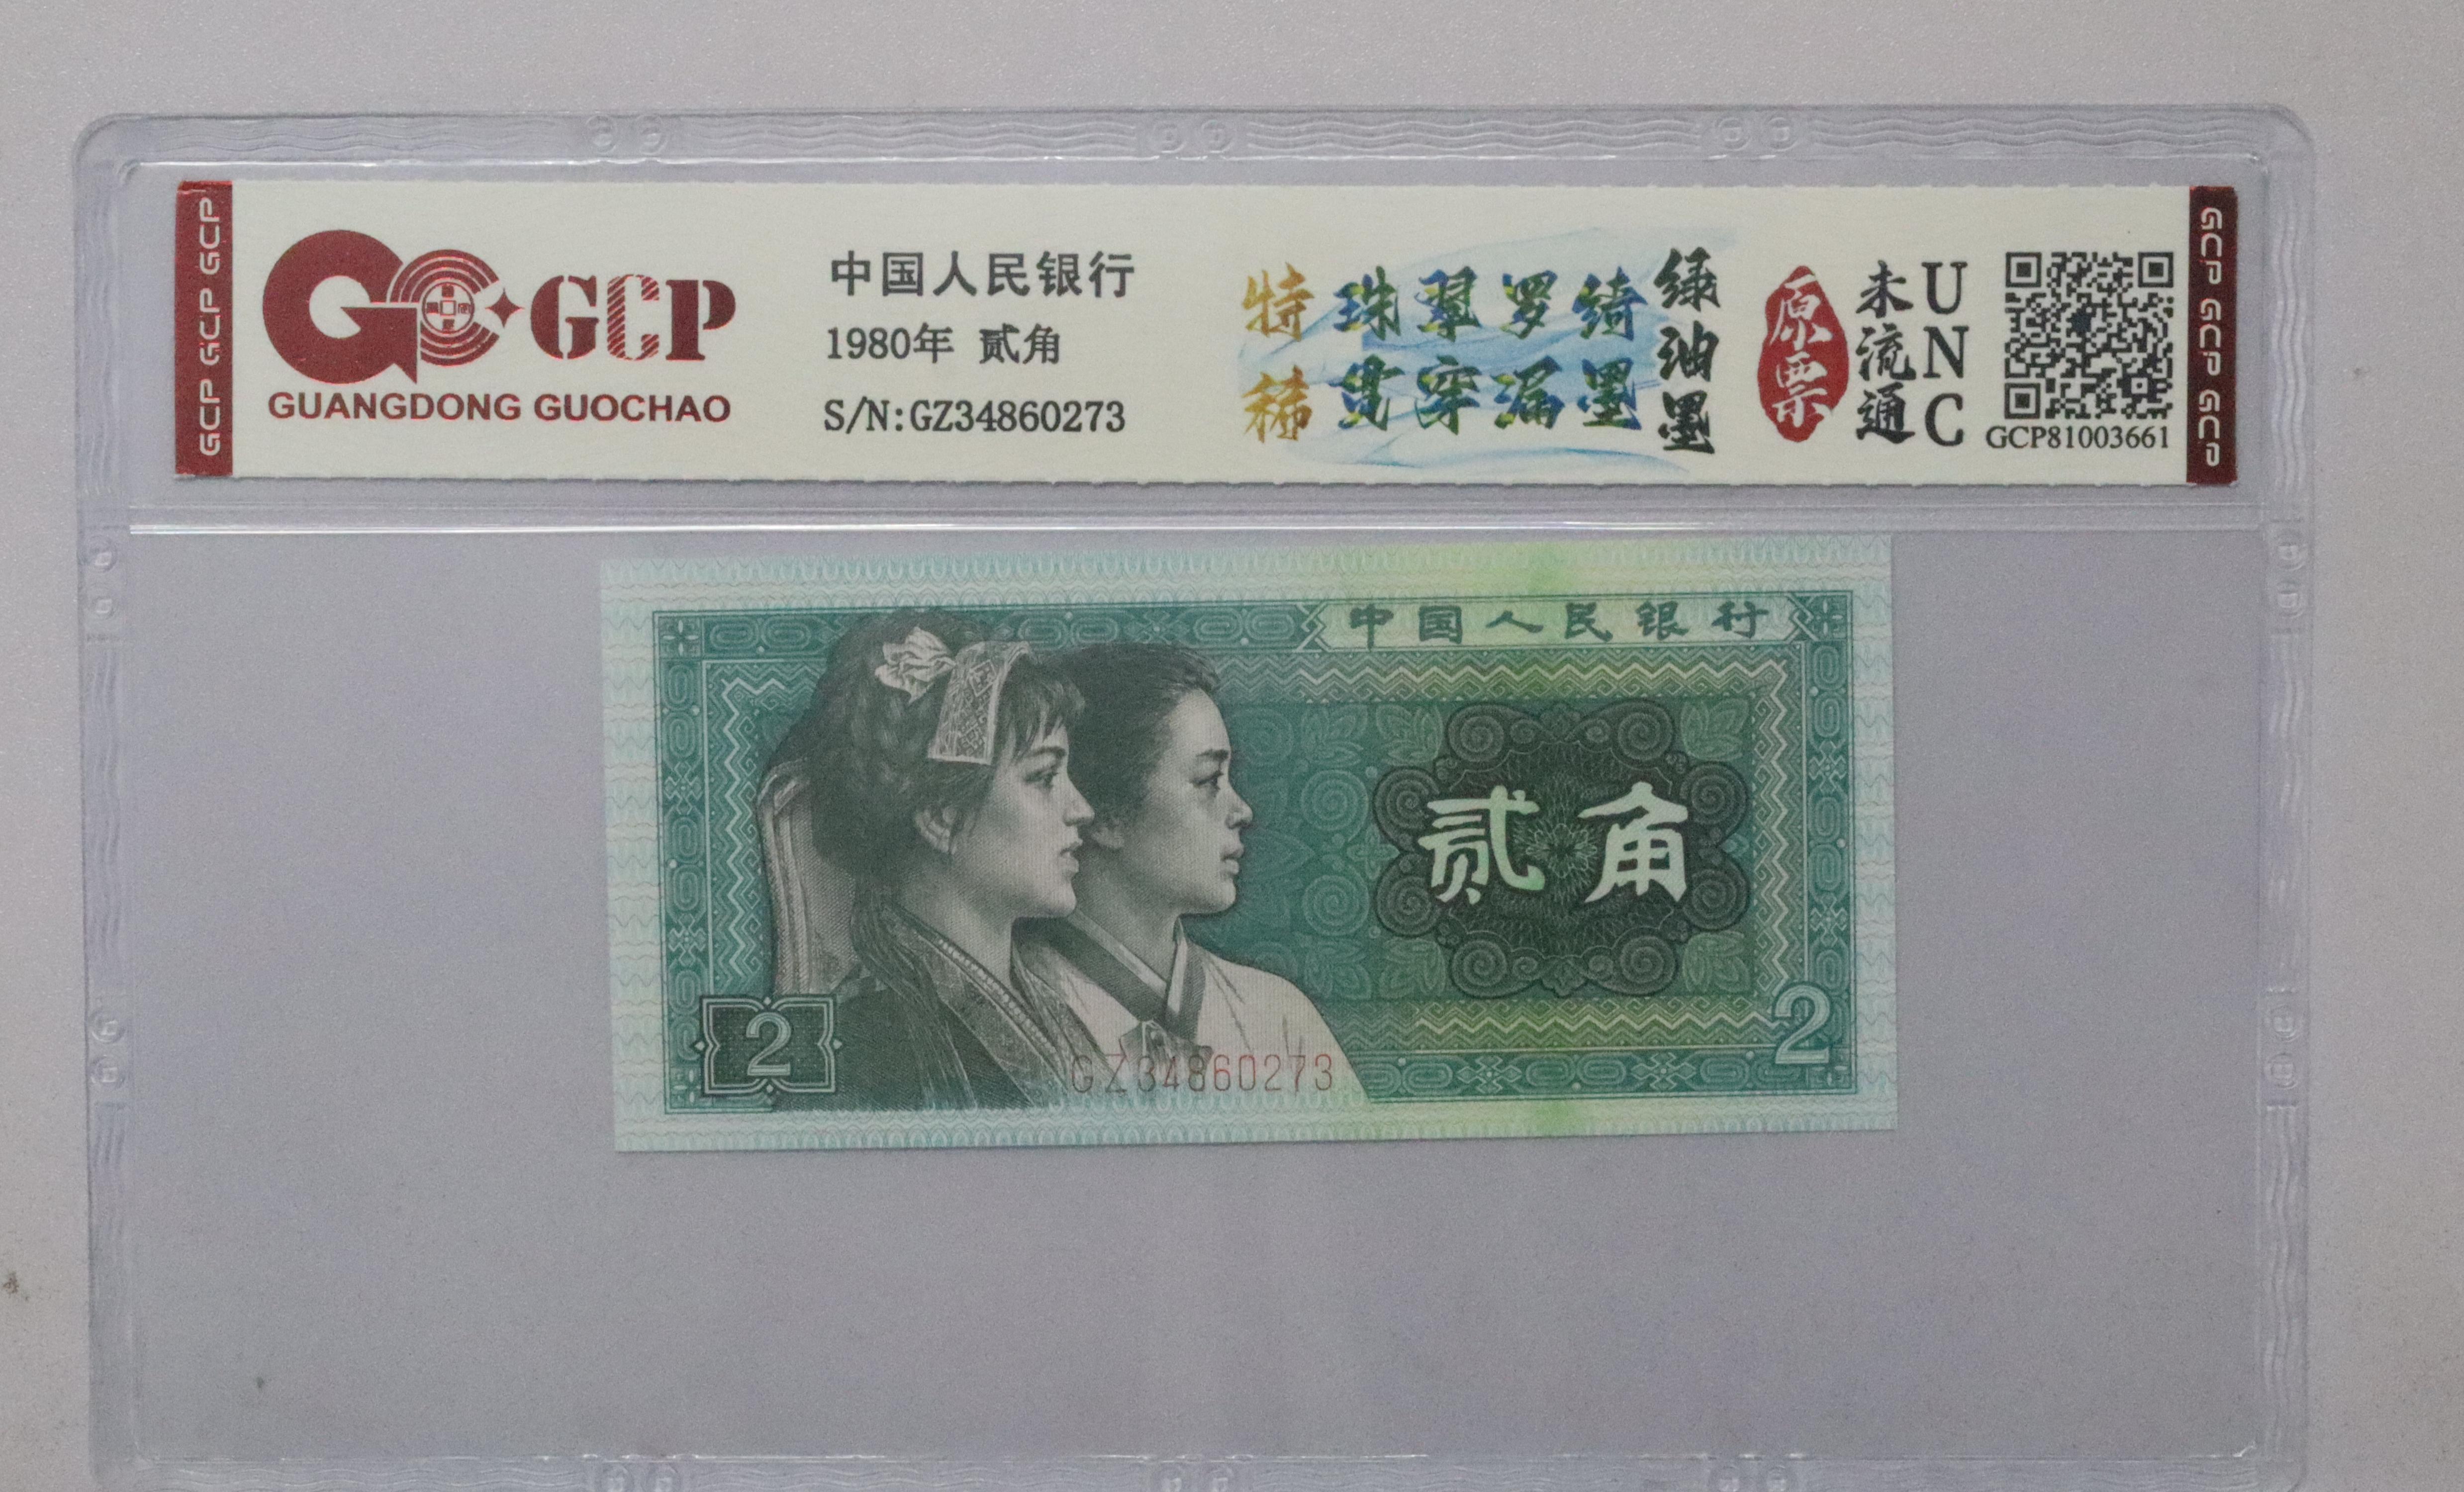 GCP GCP GCP
GC GCP
GUANGDONG GUOCHAO
中国人民银行
1980年 贰角
S/N:GZ34860273
特稀
珠翠罗绮
贯穿漏墨
绿油墨
原票
未流通
UNC
GCP81003661
GCP GCP GCP
中国人民银行
贰角
2
2
GZ34860273